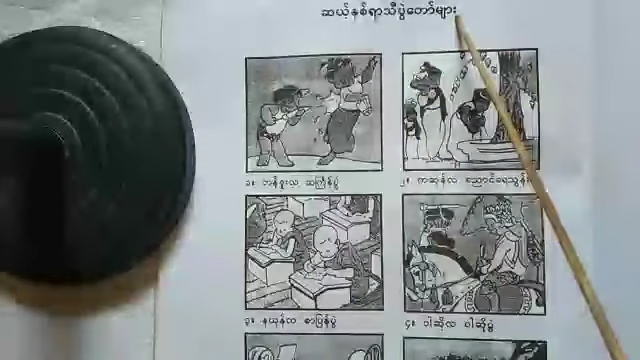 ဆယ့်နှစ်ရာသီပွဲတော်များ
၁။ တန်ခူးလ သင်္ကြန်ပွဲ
၂။ ကဆုန်လ ညောင်ရေသွန်းပွဲ
၃။ နယုန်လ စာပြန်ပွဲ
၄။ ဝါဆိုလ ဝါဆိုပွဲ